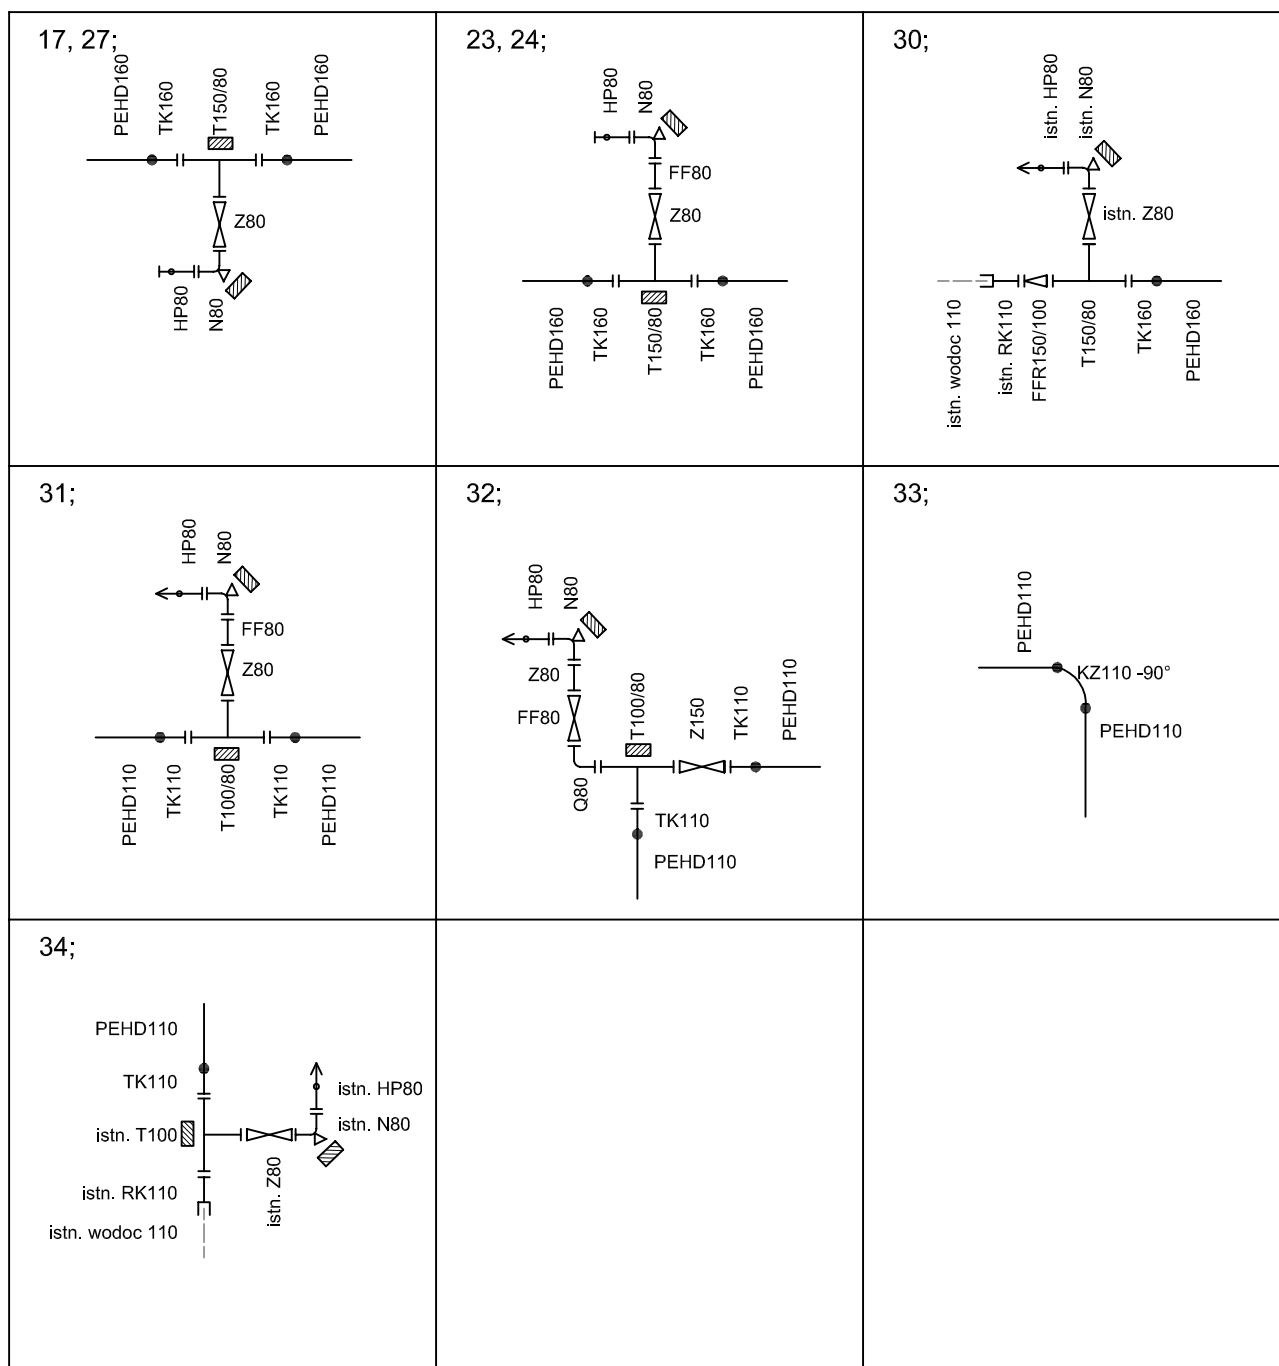 17, 27;
PEHD160
TK160
T150/80
TK160
PEHD160
Z80
HP80
N80
23, 24;
HP80
N80
FF80
Z80
PEHD160
TK160
T150/80
TK160
PEHD160
30;
istn. HP80
istn. N80
istn. Z80
istn. wodoc 110
istn. RK110
FFR150/100
T150/80
TK160
PEHD160
31;
HP80
N80
FF80
Z80
PEHD110
TK110
T100/80
TK110
PEHD110
32;
HP80
N80
Z80
FF80
Q80
T100/80
Z150
TK110
PEHD110
TK110
PEHD110
33;
PEHD110
KZ110 -90°
PEHD110
34;
PEHD110
TK110
istn. HP80
istn. N80
istn. T100
istn. Z80
istn. RK110
istn. wodoc 110